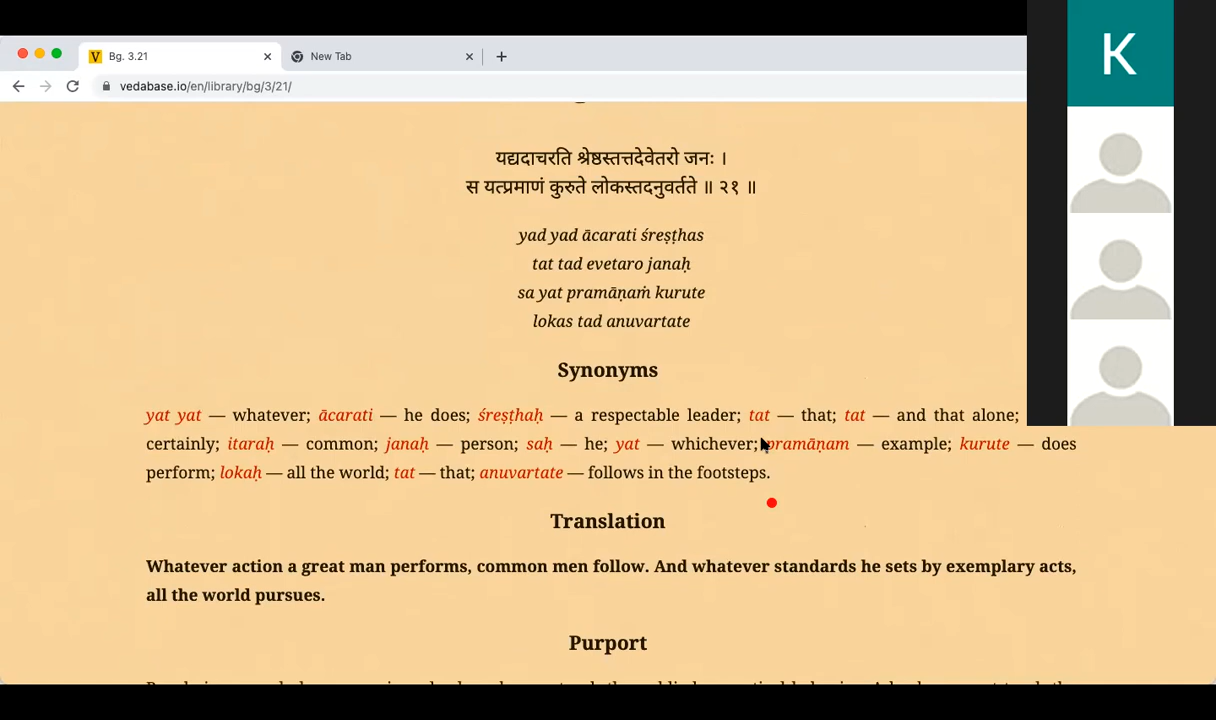 Bg. 3.21
New Tab
vedabase.io/en/library/bg/3/21/
K
यद्यदाचरति श्रेष्ठस्तत्तदेवेतरो जनः ।
स यत्प्रमाणं कुरुते लोकस्तदनुवर्तते ॥ २१ ॥
yad yad ācarati śreṣṭhas
tat tad evetaro janaḥ
sa yat pramāṇaṁ kurute
lokas tad anuvartate
Synonyms
yat yat — whatever; ācarati — he does; śreṣṭhaḥ — a respectable leader; tat — that; tat — and that alone;
certainly; itaraḥ — common; janaḥ — person; saḥ — he; yat — whichever; pramāṇam — example; kurute — does
perform; lokaḥ — all the world; tat — that; anuvartate — follows in the footsteps.
Translation
Whatever action a great man performs, common men follow. And whatever standards he sets by exemplary acts,
all the world pursues.
Purport